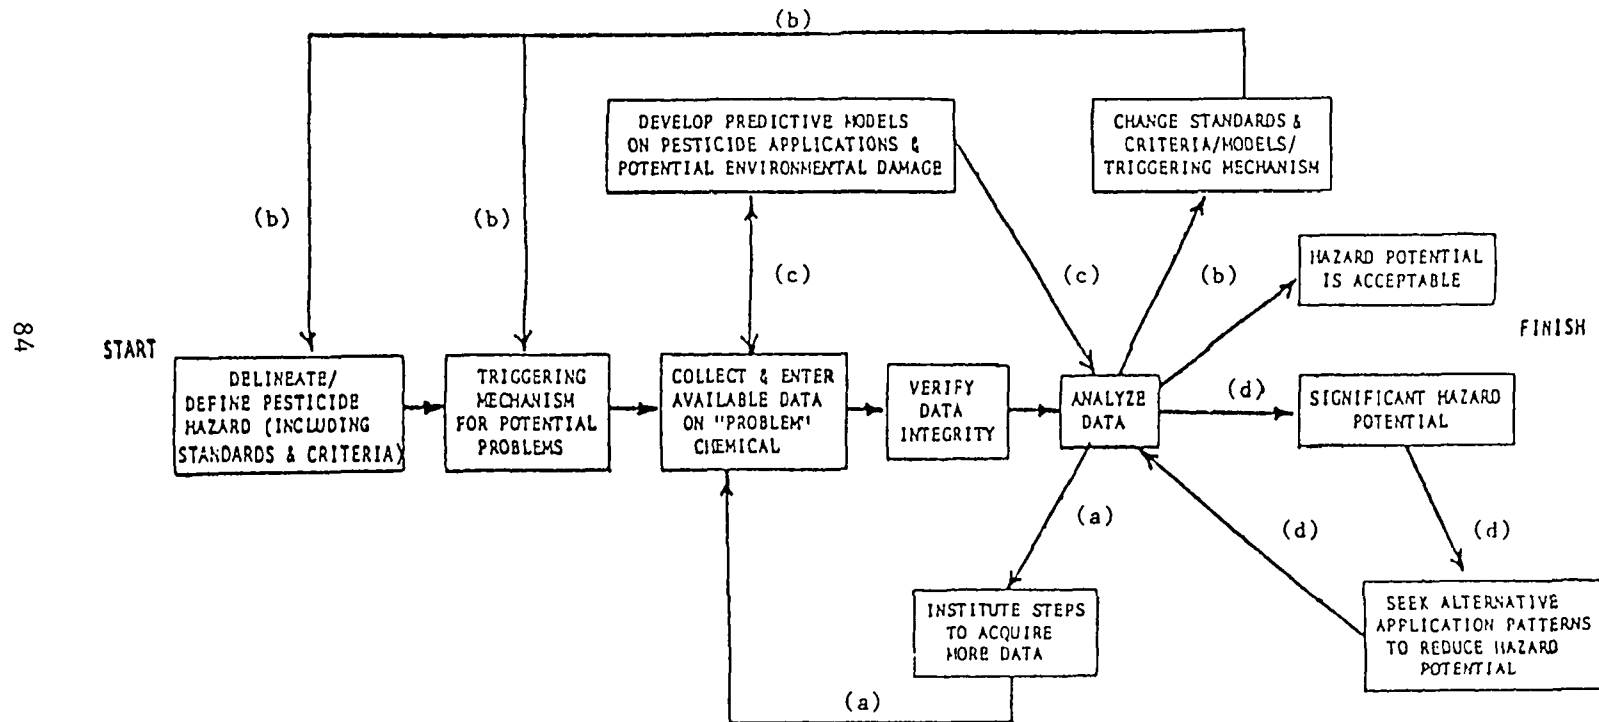 (b)
DEVELOP PREDICTIVE MODELS
ON PESTICIDE APPLICATIONS &
POTENTIAL ENVIRONMENTAL DAMAGE
CHANGE STANDARDS &
CRITERIA/MODELS/
TRIGGERING MECHANISM
(b)
(b)
(c)
(c)
(b)
HAZARD POTENTIAL
IS ACCEPTABLE
84
START
FINISH
DELINEATE/
DEFINE PESTICIDE
HAZARD (INCLUDING
STANDARDS & CRITERIA)
TRIGGERING
MECHANISM
FOR POTENTIAL
PROBLEMS
COLLECT & ENTER
AVAILABLE DATA
ON "PROBLEM"
CHEMICAL
VERIFY
DATA
INTEGRITY
ANALYZE
DATA
(d)
SIGNIFICANT HAZARD
POTENTIAL
(a)
(d)
(d)
INSTITUTE STEPS
TO ACQUIRE
MORE DATA
SEEK ALTERNATIVE
APPLICATION PATTERNS
TO REDUCE HAZARD
POTENTIAL
(a)